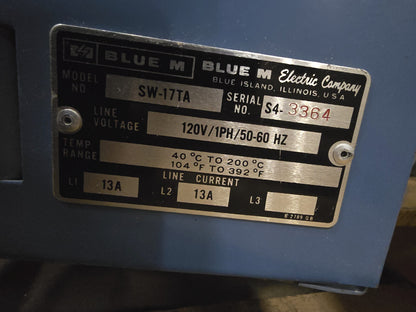 BLUE M BLUE M Electric Company
BLUE ISLAND, ILLINOIS, U.S.A
MODEL NO SW-17TA SERIAL NO. S4-3364
LINE VOLTAGE 120V/1PH/50-60 HZ
TEMP RANGE 40°C TO 200°C
104°F TO 392°F
LINE CURRENT
L1 13A L2 13A L3